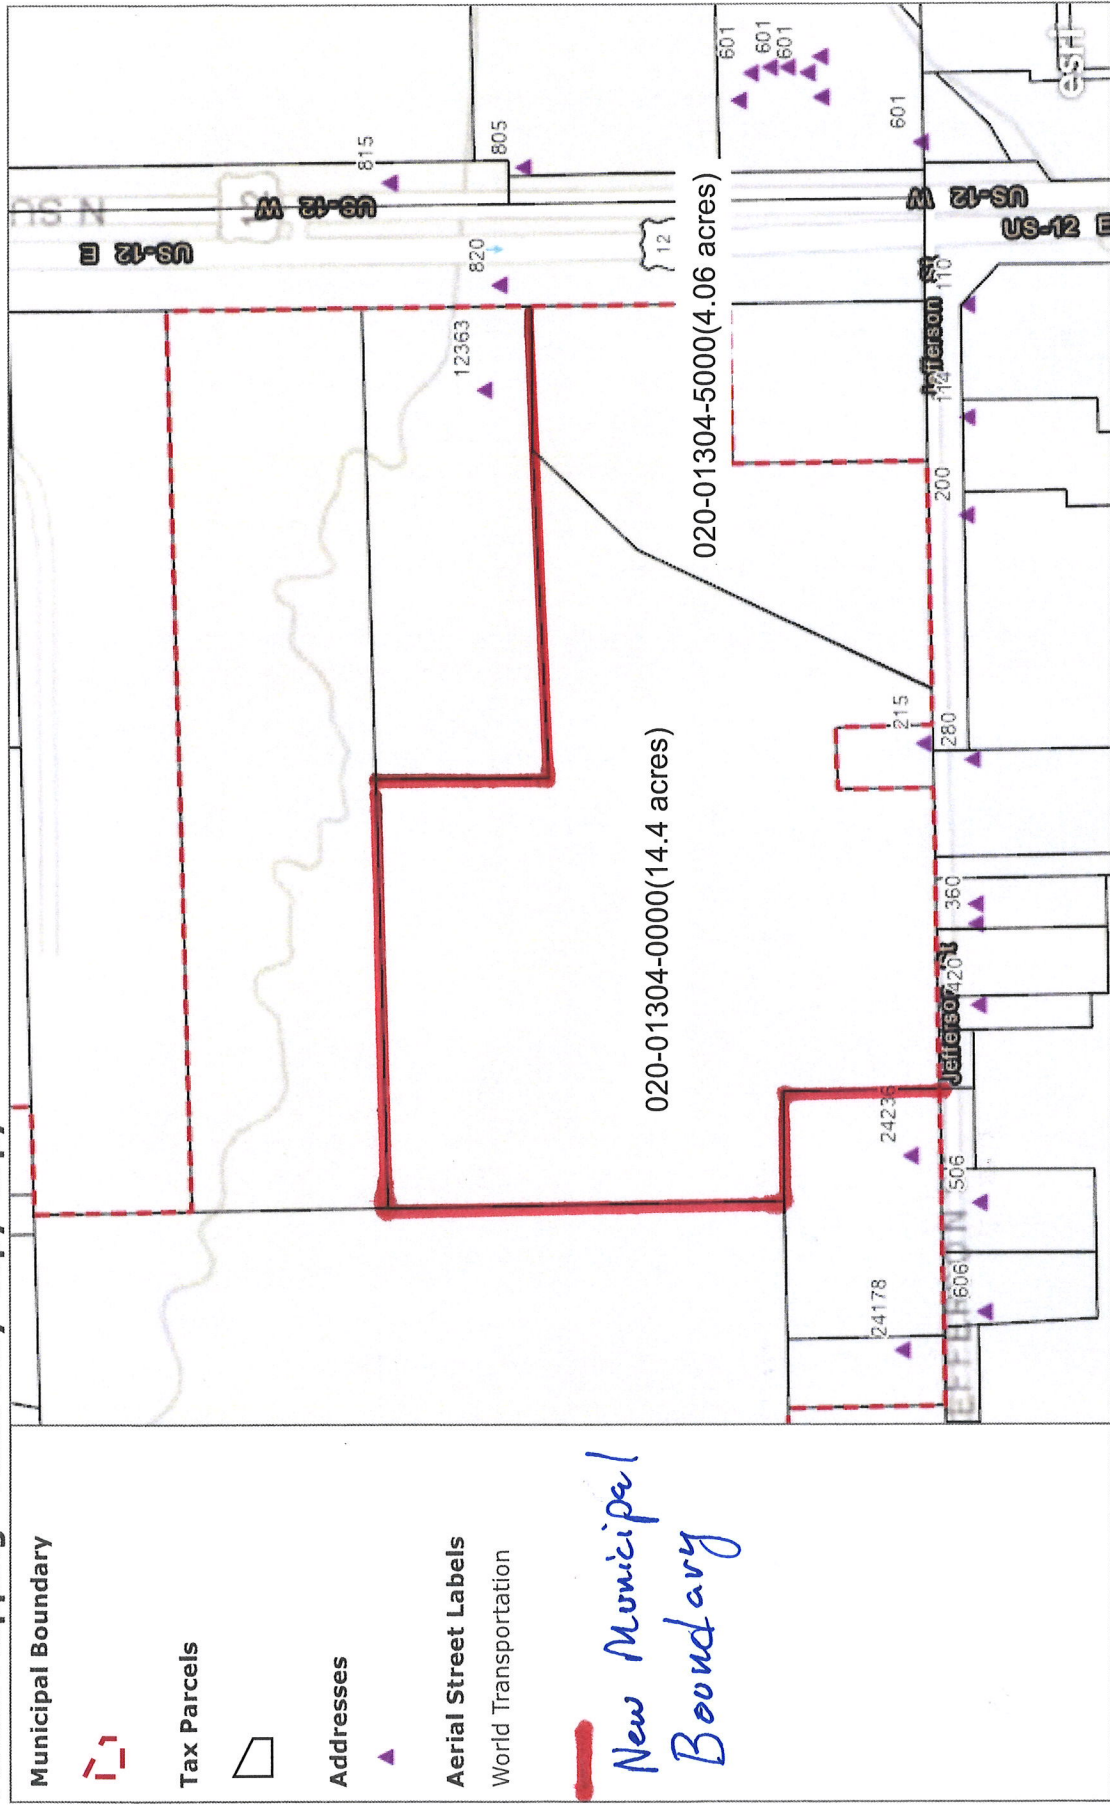 Municipal Boundary
Tax Parcels
Addresses
Aerial Street Labels
World Transportation
New Municipal
Boundary
US-12 E
US-12 W
12
815
805
820
12
12363
601
601
601
601
020-01304-5000(4.06 acres)
020-01304-0000(14.4 acres)
US-12 W
US-12 E
Jefferson St
110
114
200
215
280
360
420
Jefferson St
24236
506
24178
606
JEFFERSON
esri